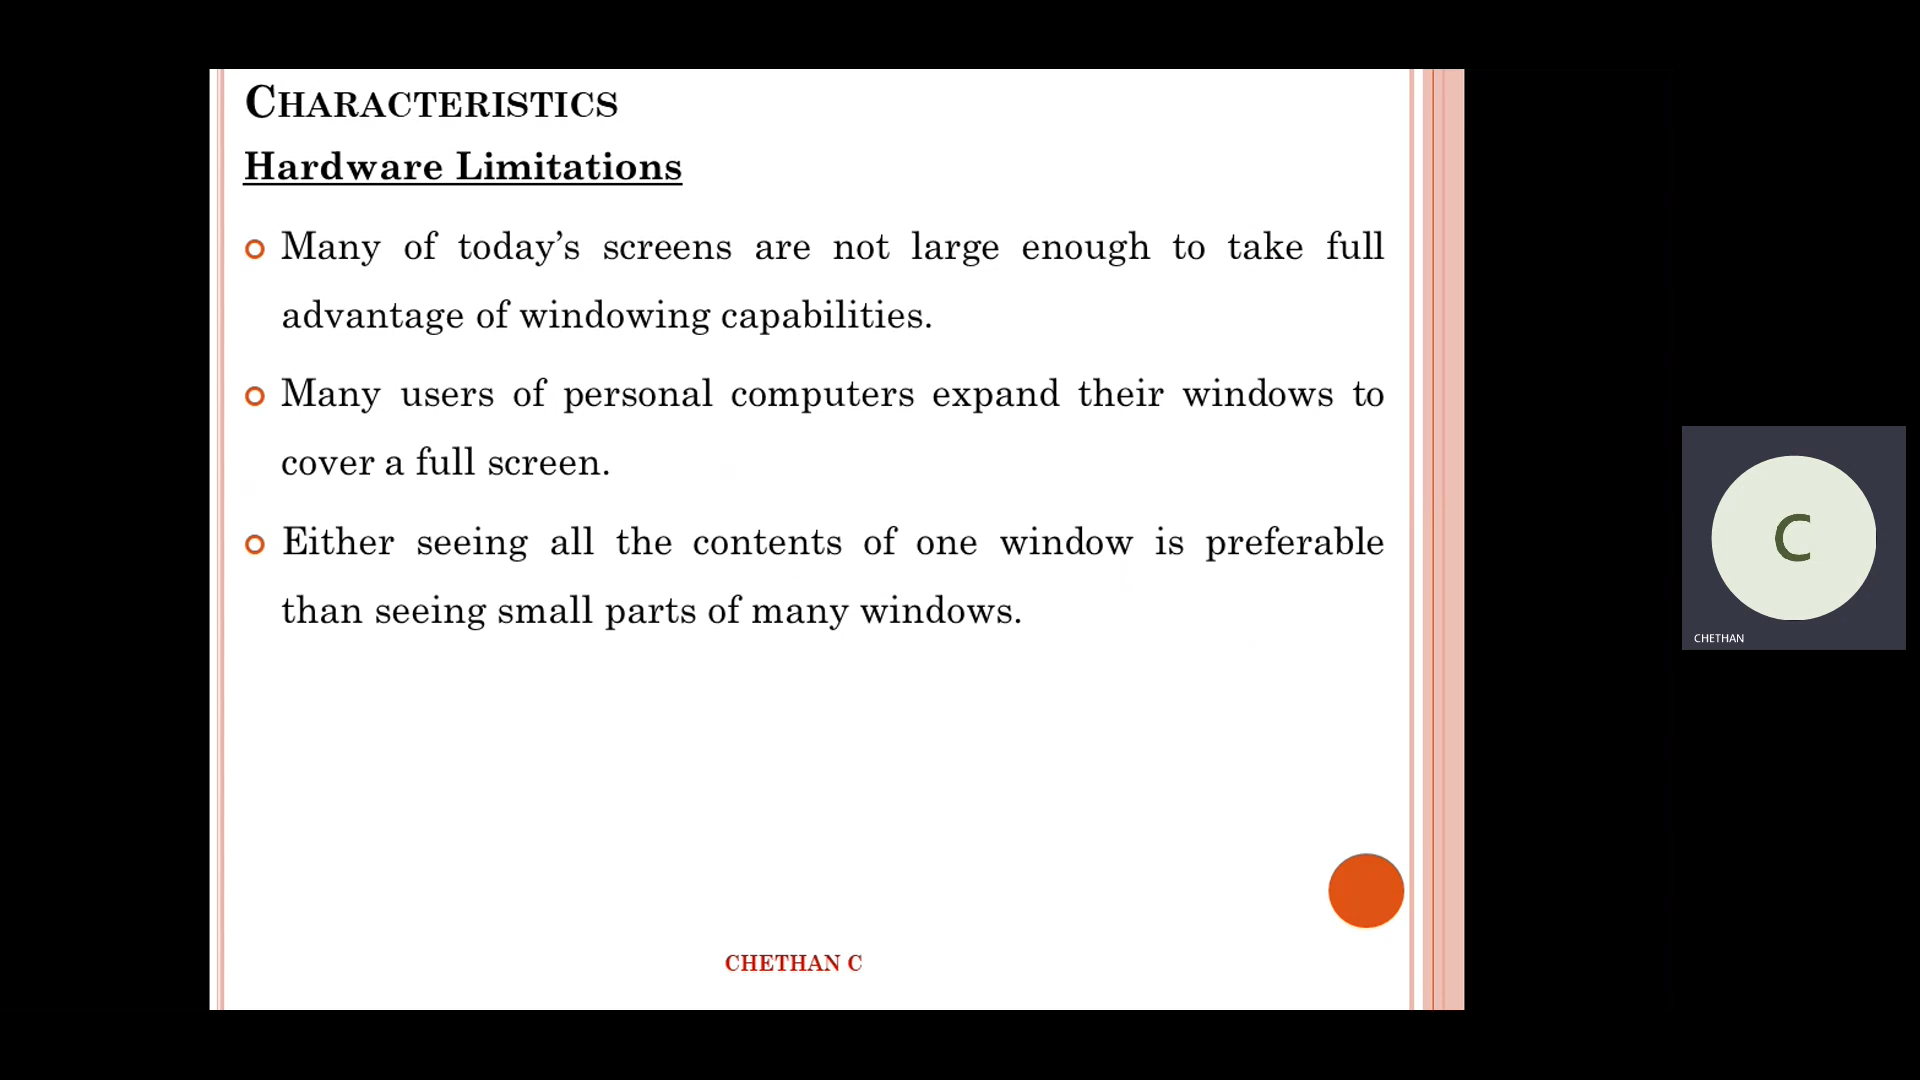 CHARACTERISTICS
Hardware Limitations
Many of today’s screens are not large enough to take full
advantage of windowing capabilities.
Many users of personal computers expand their windows to
cover a full screen.
Either seeing all the contents of one window is preferable
than seeing small parts of many windows.
CHETHAN C
C
CHETHAN